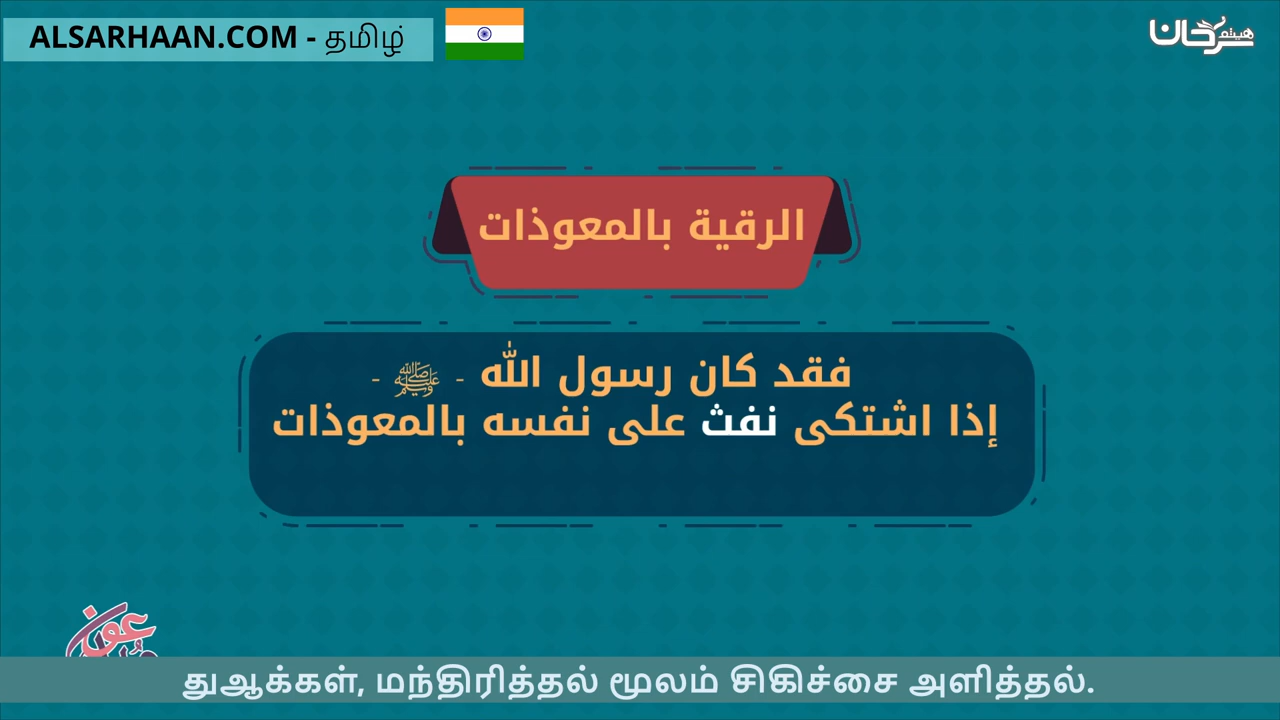 ALSARHAAN.COM - தமிழ்
هيثم سرحان
الرقية بالمعوذات
فقد كان رسول الله - ﷺ -
إذا اشتكى نفث على نفسه بالمعوذات
துஆக்கள், மந்திரித்தல் மூலம் சிகிச்சை அளித்தல்.